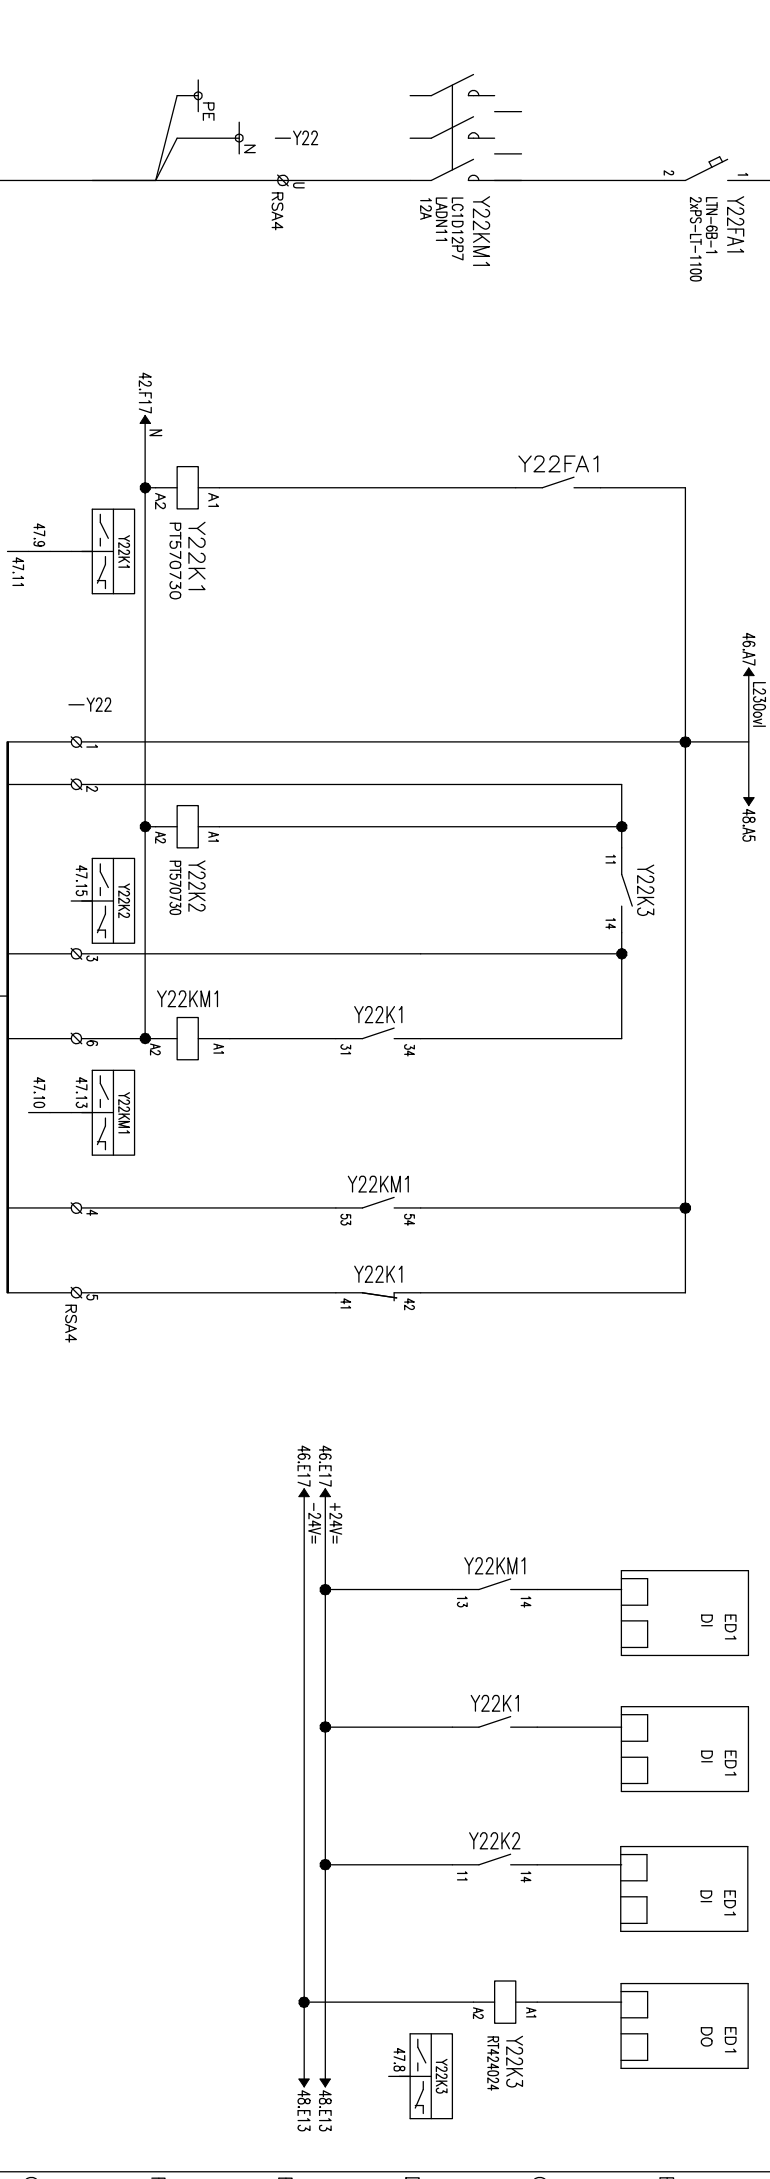 PE
N
—Y22
U
RSA4
Y22KM1
LC1D12P7
LADN11
12A
2
1
Y22FA1
LTN-6B-1
2xPS-LT-1100
42.F17
N
Y22FA1
A2
A1
Y22K1
PT570730
Y22K1
47.9
47.11
46.A7
L230ovl
48.A5
—Y22
1
2
A2
A1
Y22K2
PT570730
Y22K2
47.15
11
14
Y22K3
3
Y22KM1
A2
A1
Y22K1
31
34
6
Y22KM1
47.13
47.10
Y22KM1
53
54
4
Y22K1
41
42
5
RSA4
46.E17
46.E17
+24V=
-24V=
Y22KM1
13
14
ED1
DI
Y22K1
ED1
DI
Y22K2
11
14
ED1
DI
A2
A1
Y22K3
RT424024
ED1
DO
Y22K3
47.8
48.E13
48.E13